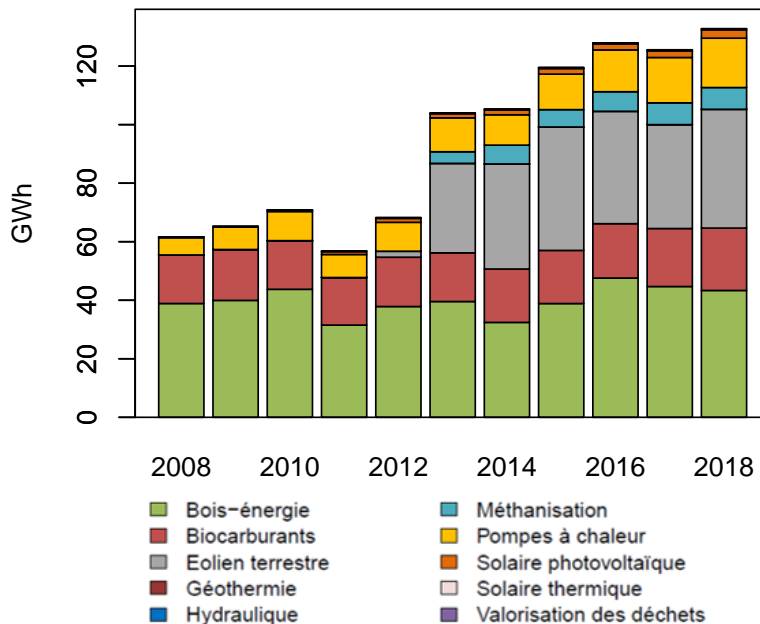 120
80
60
40
20
0
GWh
2008 2010 2012 2014 2016 2018
Bois−énergie
Biocarburants
Eolien terrestre
Géothermie
Hydraulique
Méthanisation
Pompes à chaleur
Solaire photovoltaïque
Solaire thermique
Valorisation des déchets